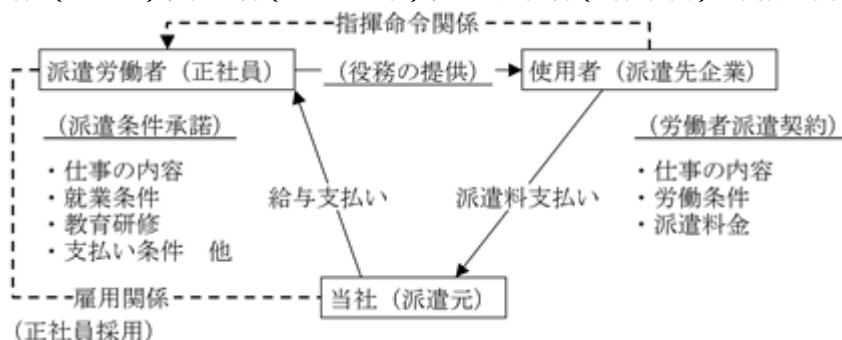 指揮命令関係
派遣労働者（正社員）
（役務の提供）
使用者（派遣先企業）
（派遣条件承諾）
・仕事の内容
・就業条件
・教育研修
・支払い条件　他
給与支払い
派遣料支払い
（労働者派遣契約）
・仕事の内容
・労働条件
・派遣料金
雇用関係
（正社員採用）
当社（派遣元）